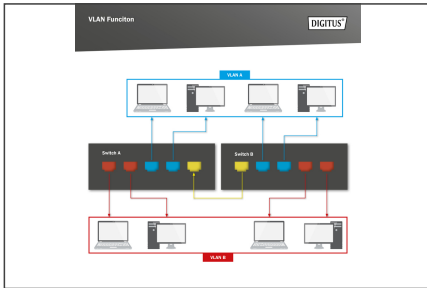 VLAN Funciton
DIGITUS®
VLAN A
Switch A
Switch B
VLAN B